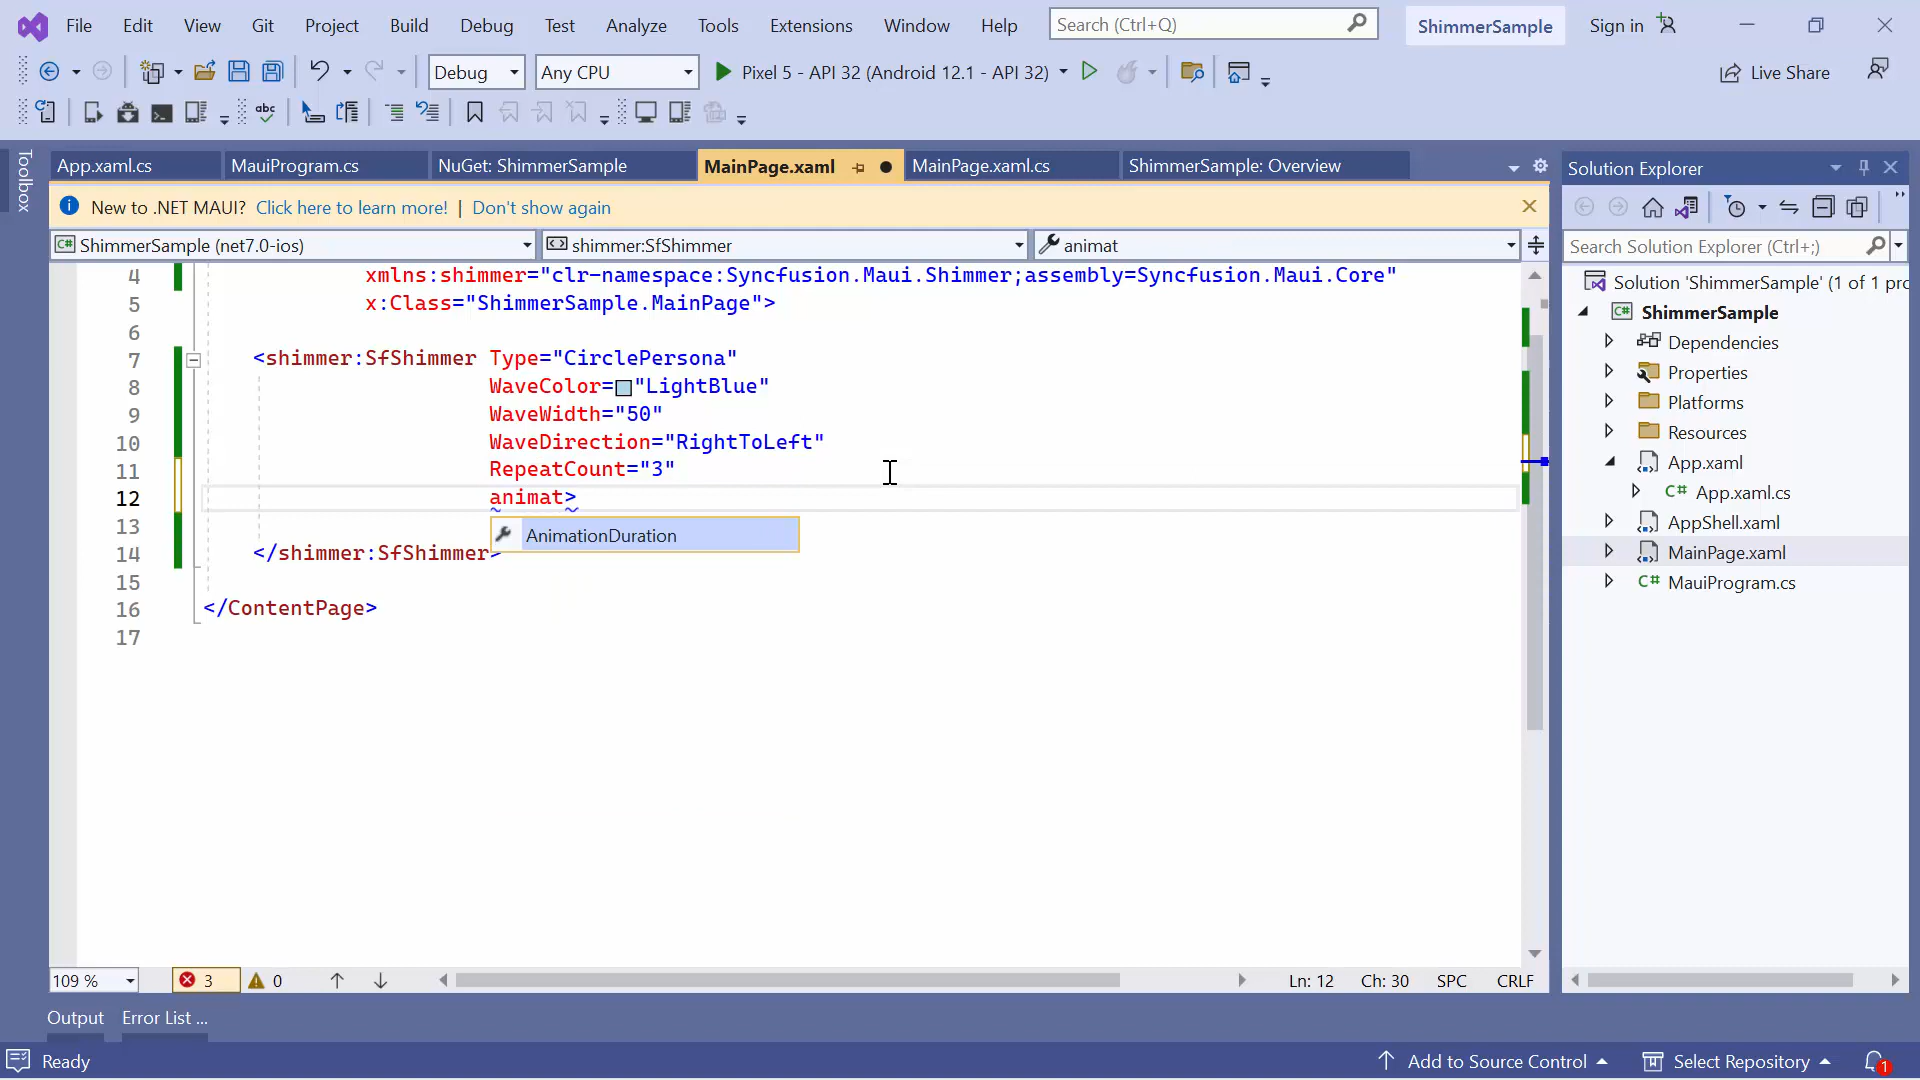 File Edit View Git Project Build Debug Test Analyze Tools Extensions Window Help Search (Ctrl+Q) ShimmerSample Sign in
Debug Any CPU Pixel 5 - API 32 (Android 12.1 - API 32) Live Share
abc
Toolbox
App.xaml.cs MauiProgram.cs NuGet: ShimmerSample MainPage.xaml MainPage.xaml.cs ShimmerSample: Overview
New to .NET MAUI? Click here to learn more! | Don't show again
C# ShimmerSample (net7.0-ios) shimmer:SfShimmer animat
4 xmlns:shimmer="clr-namespace:Syncfusion.Maui.Shimmer;assembly=Syncfusion.Maui.Core"
5 x:Class="ShimmerSample.MainPage">
6
7 <shimmer:SfShimmer Type="CirclePersona"
8 WaveColor="LightBlue"
9 WaveWidth="50"
10 WaveDirection="RightToLeft"
11 RepeatCount="3"
12 animat>
13 AnimationDuration
14 </shimmer:SfShimmer>
15
16 </ContentPage>
17
109 % 3 0 Ln: 12 Ch: 30 SPC CRLF
Output Error List ...
Ready Add to Source Control Select Repository 1
Solution Explorer
Search Solution Explorer (Ctrl+;)
Solution 'ShimmerSample' (1 of 1 pro
C# ShimmerSample
Dependencies
Properties
Platforms
Resources
App.xaml
C# App.xaml.cs
AppShell.xaml
MainPage.xaml
C# MauiProgram.cs